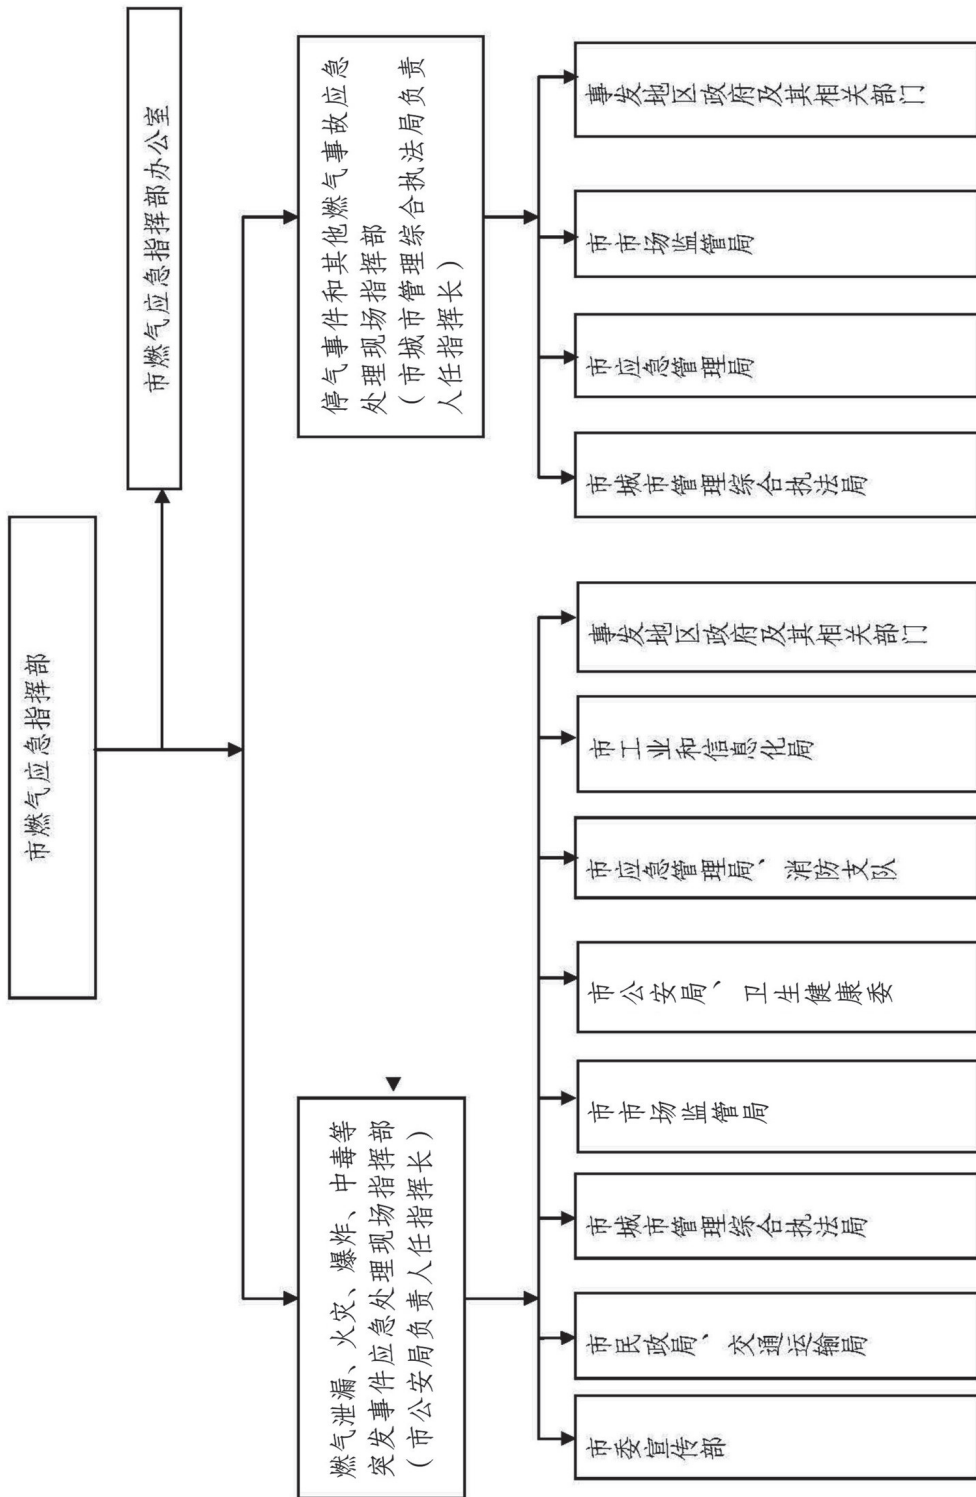 市燃气应急指挥部
市燃气应急指挥部办公室
燃气泄漏、火灾、爆炸、中毒等
突发事件应急处理现场指挥部
（市公安局负责人任指挥长）
停气事件和其他燃气事故应急
处理现场指挥部
（市城市管理综合执法局负责
人任指挥长）
市委宣传部
市民政局、交通运输局
市城市管理综合执法局
市市场监管局
市公安局、卫生健康委
市应急管理局、消防支队
市工业和信息化局
事发地区政府及其相关部门
市城市管理综合执法局
市应急管理局
市市场监管局
事发地区政府及其相关部门